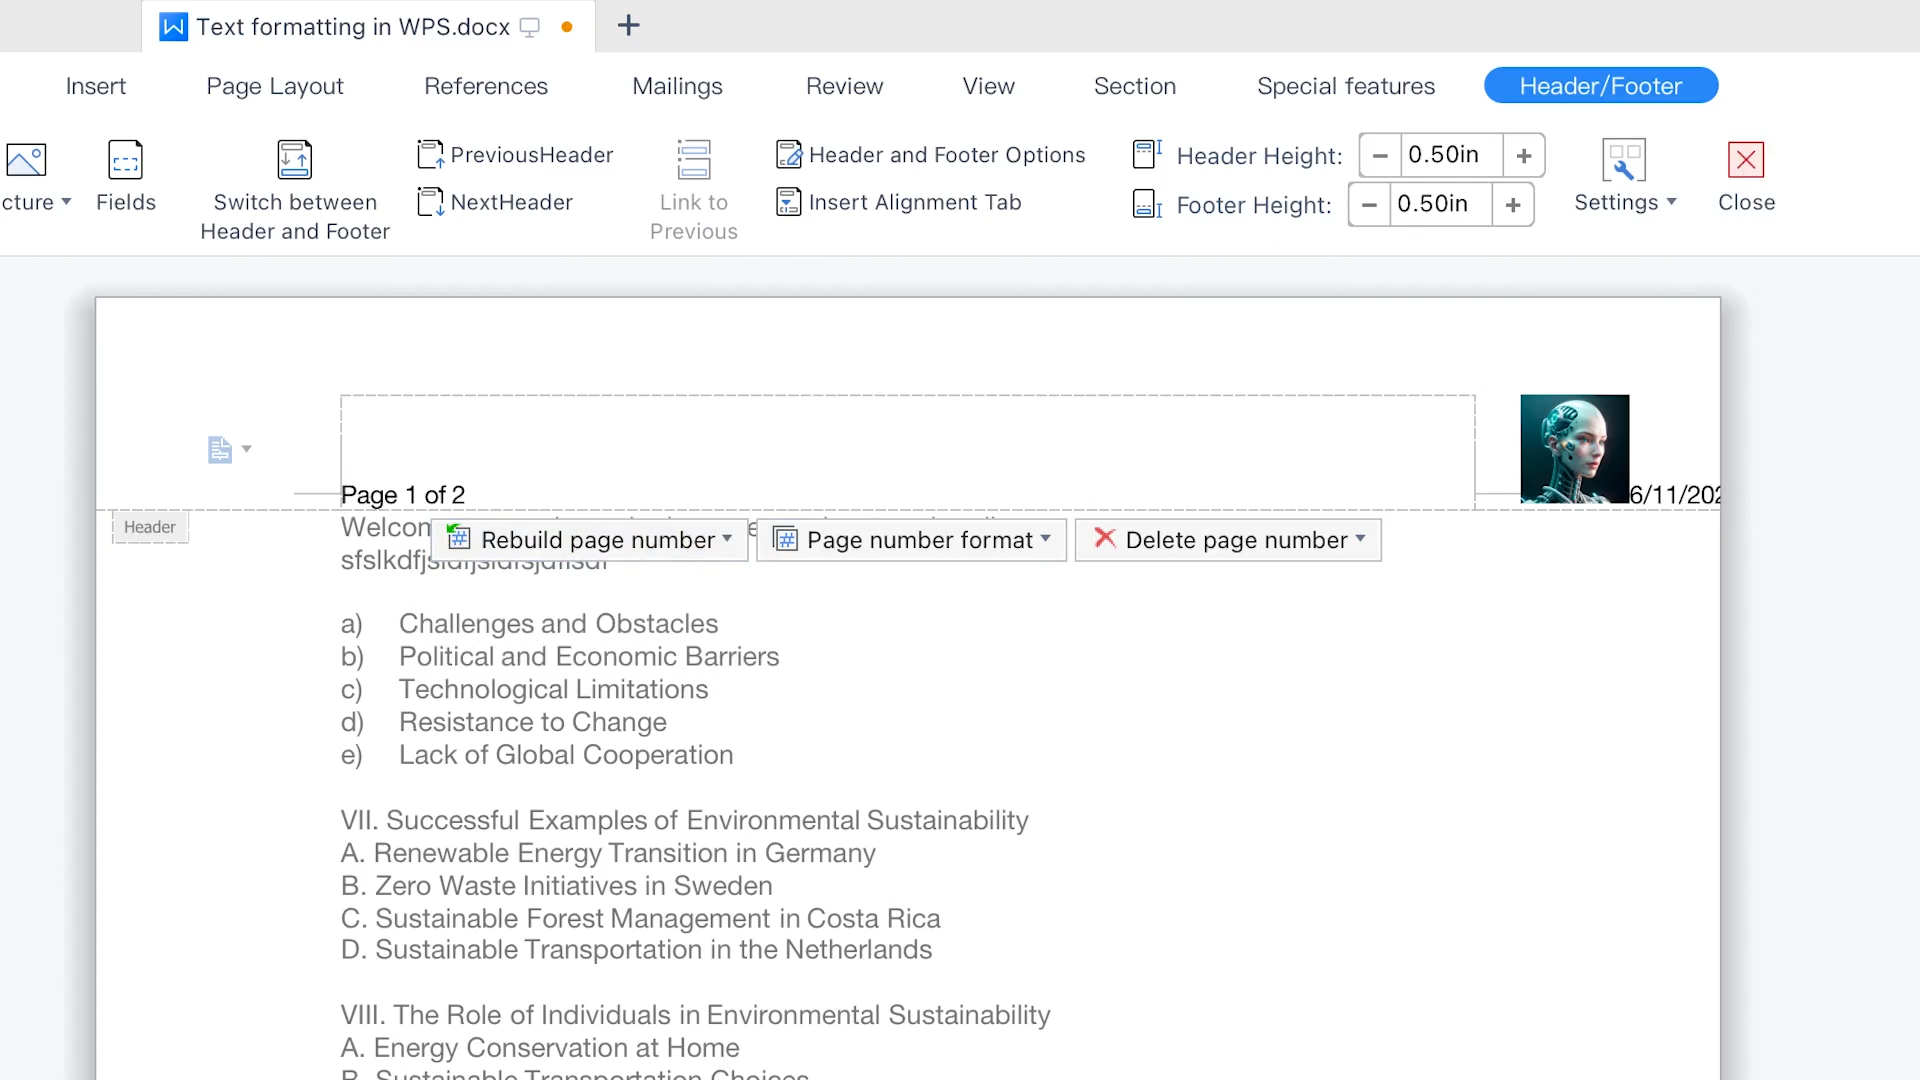 Text formatting in WPS.docx
Insert Page Layout References Mailings Review View Section Special features Header/Footer
cture Fields Switch between Header and Footer PreviousHeader NextHeader Link to Previous Header and Footer Options Insert Alignment Tab Header Height: 0.50in Footer Height: 0.50in Settings Close
Page 1 of 2 6/11/202
Header
Welcom
Rebuild page number Page number format Delete page number
a) Challenges and Obstacles
b) Political and Economic Barriers
c) Technological Limitations
d) Resistance to Change
e) Lack of Global Cooperation
VII. Successful Examples of Environmental Sustainability
A. Renewable Energy Transition in Germany
B. Zero Waste Initiatives in Sweden
C. Sustainable Forest Management in Costa Rica
D. Sustainable Transportation in the Netherlands
VIII. The Role of Individuals in Environmental Sustainability
A. Energy Conservation at Home
B. Sustainable Transportation Choices